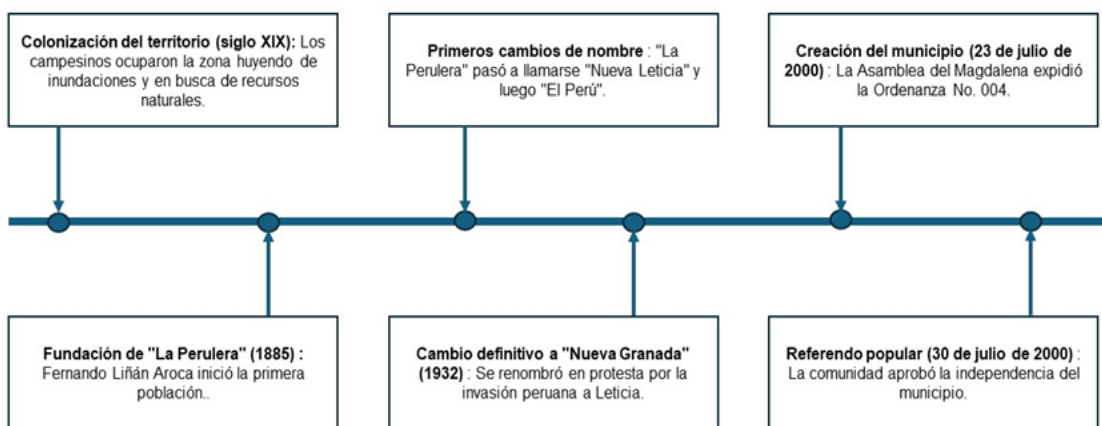 Colonización del territorio (siglo XIX): Los
campesinos ocuparon la zona huyendo de
inundaciones y en busca de recursos
naturales.
Primeros cambios de nombre : "La
Perulera" pasó a llamarse "Nueva Leticia" y
luego "El Perú".
Creación del municipio (23 de julio de
2000) : La Asamblea del Magdalena expidió
la Ordenanza No. 004.
Fundación de "La Perulera" (1885) :
Fernando Liñán Aroca inició la primera
población..
Cambio definitivo a "Nueva Granada"
(1932) : Se renombró en protesta por la
invasión peruana a Leticia.
Referendo popular (30 de julio de 2000) :
La comunidad aprobó la independencia del
municipio.